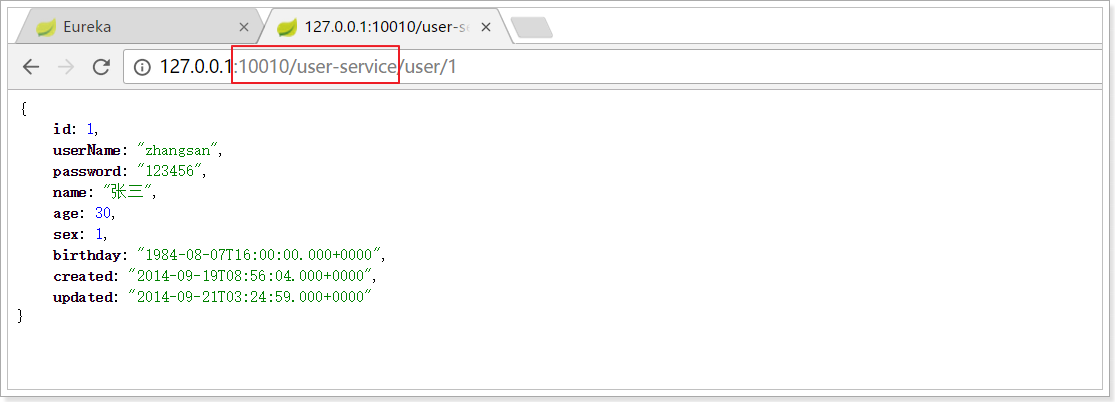 Eureka
127.0.0.1:10010/user-se
127.0.0.1:10010/user-service/user/1
{
id: 1,
userName: "zhangsan",
password: "123456",
name: "张三",
age: 30,
sex: 1,
birthday: "1984-08-07T16:00:00.000+0000",
created: "2014-09-19T08:56:04.000+0000",
updated: "2014-09-21T03:24:59.000+0000"
}